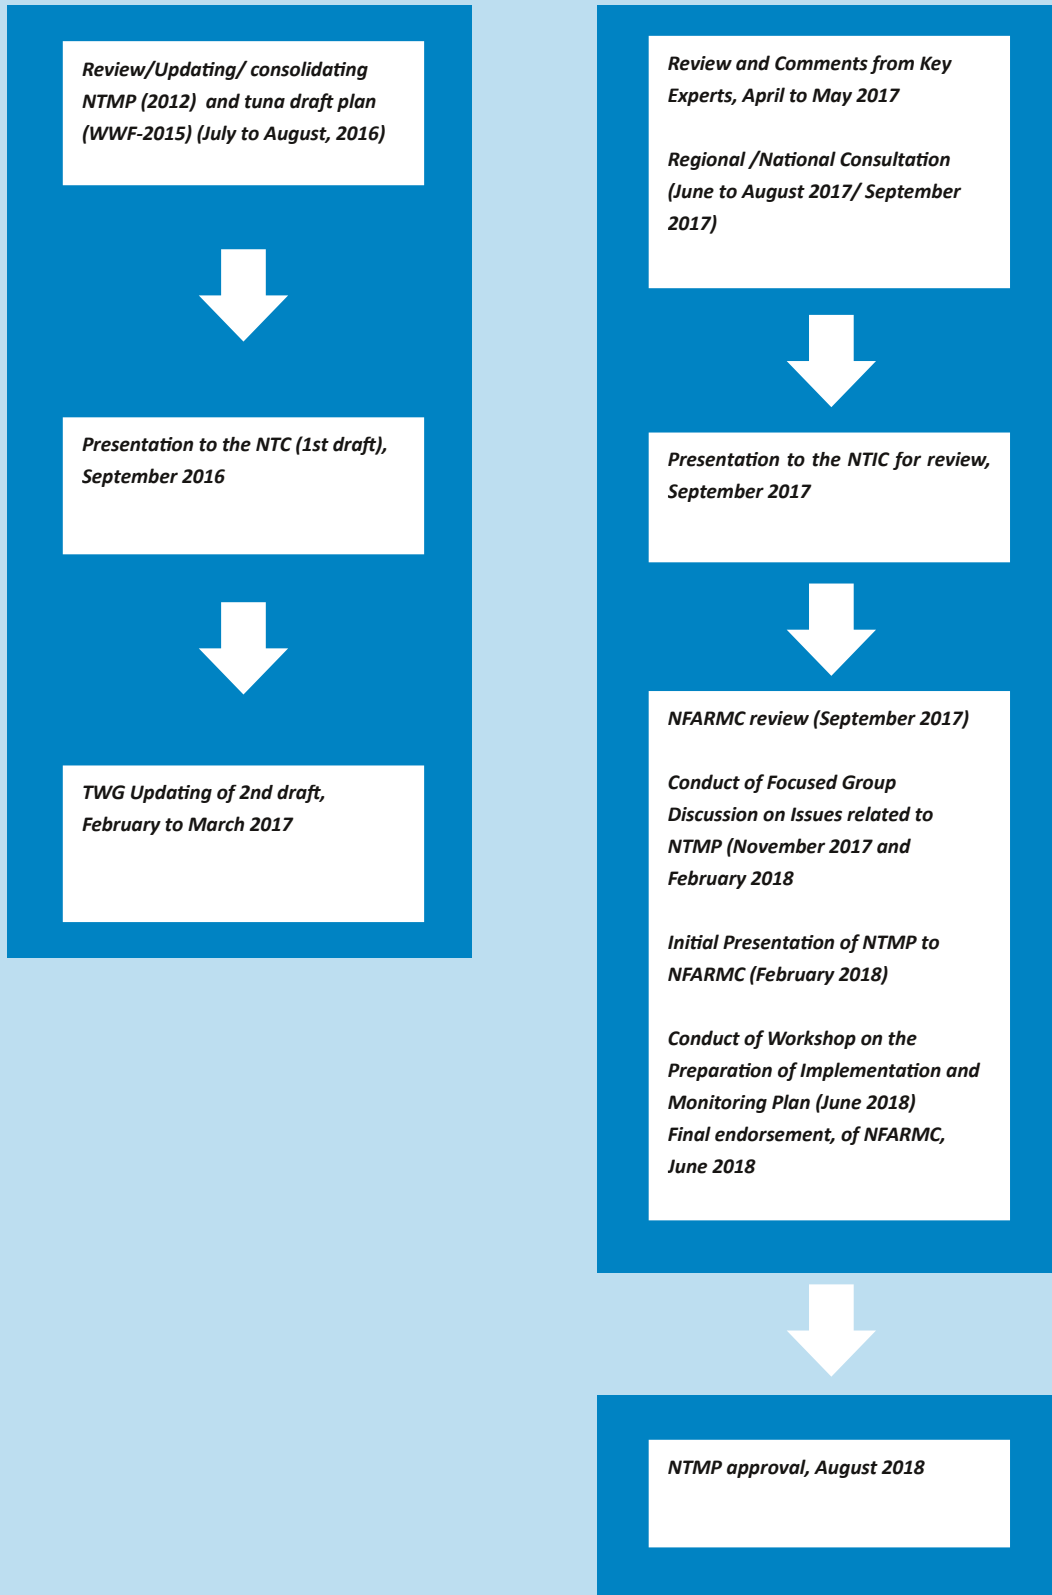 Review/Updating/ consolidating
NTMP (2012) and tuna draft plan
(WWF-2015) (July to August, 2016)
Presentation to the NTC (1st draft),
September 2016
TWG Updating of 2nd draft,
February to March 2017
Review and Comments from Key
Experts, April to May 2017
Regional /National Consultation
(June to August 2017/ September
2017)
Presentation to the NTIC for review,
September 2017
NFARMC review (September 2017)
Conduct of Focused Group
Discussion on Issues related to
NTMP (November 2017 and
February 2018
Initial Presentation of NTMP to
NFARMC (February 2018)
Conduct of Workshop on the
Preparation of Implementation and
Monitoring Plan (June 2018)
Final endorsement, of NFARMC,
June 2018
NTMP approval, August 2018